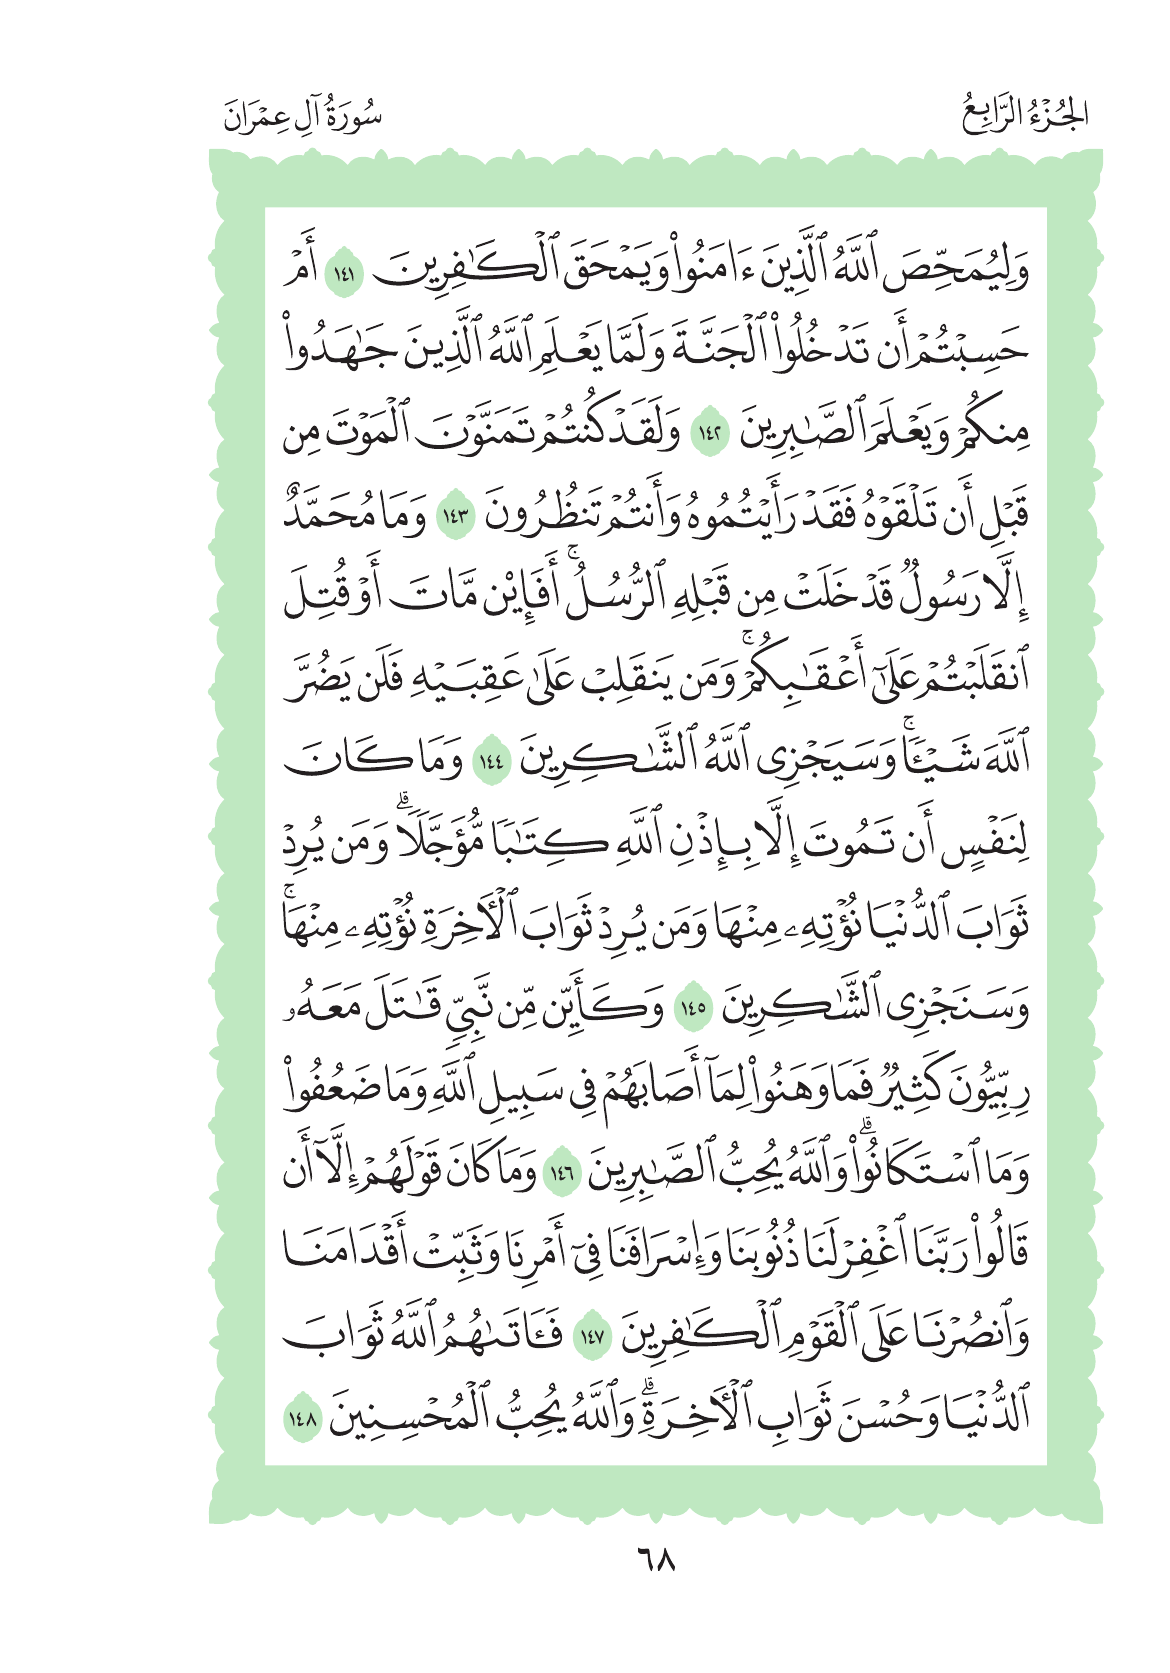 الجُزْءُ الرَّابِعُ
سُورَةُ آلِ عِمْرَانَ
وَلِيُمَحِّصَ ٱللَّهُ ٱلَّذِينَ ءَامَنُوا۟ وَيَمْحَقَ ٱلْكَـٰفِرِينَ ١٤١ أَمْ
حَسِبْتُمْ أَن تَدْخُلُوا۟ ٱلْجَنَّةَ وَلَمَّا يَعْلَمِ ٱللَّهُ ٱلَّذِينَ جَـٰهَدُوا۟
مِنكُمْ وَيَعْلَمَ ٱلصَّـٰبِرِينَ ١٤٢ وَلَقَدْ كُنتُمْ تَمَنَّوْنَ ٱلْمَوْتَ مِن
قَبْلِ أَن تَلْقَوْهُ فَقَدْ رَأَيْتُمُوهُ وَأَنتُمْ تَنظُرُونَ ١٤٣ وَمَا مُحَمَّدٌ
إِلَّا رَسُولٌ قَدْ خَلَتْ مِن قَبْلِهِ ٱلرُّسُلُ ۚ أَفَإِي۟ن مَّاتَ أَوْ قُتِلَ
ٱنقَلَبْتُمْ عَلَىٰٓ أَعْقَـٰبِكُمْ ۚ وَمَن يَنقَلِبْ عَلَىٰ عَقِبَيْهِ فَلَن يَضُرَّ
ٱللَّهَ شَيْـًٔا ۚ وَسَيَجْزِى ٱللَّهُ ٱلشَّـٰكِرِينَ ١٤٤ وَمَا كَانَ
لِنَفْسٍ أَن تَمُوتَ إِلَّا بِإِذْنِ ٱللَّهِ كِتَـٰبًا مُّؤَجَّلًا ۗ وَمَن يُرِدْ
ثَوَابَ ٱلدُّنْيَا نُؤْتِهِۦ مِنْهَا وَمَن يُرِدْ ثَوَابَ ٱلْـَٔاخِرَةِ نُؤْتِهِۦ مِنْهَا ۚ
وَسَنَجْزِى ٱلشَّـٰكِرِينَ ١٤٥ وَكَأَيِّن مِّن نَّبِىٍّ قَـٰتَلَ مَعَهُۥ
رِبِّيُّونَ كَثِيرٌ فَمَا وَهَنُوا۟ لِمَآ أَصَابَهُمْ فِى سَبِيلِ ٱللَّهِ وَمَا ضَعُفُوا۟
وَمَا ٱسْتَكَانُوا۟ ۗ وَٱللَّهُ يُحِبُّ ٱلصَّـٰبِرِينَ ١٤٦ وَمَا كَانَ قَوْلَهُمْ إِلَّآ أَن
قَالُوا۟ رَبَّنَا ٱغْفِرْ لَنَا ذُنُوبَنَا وَإِسْرَافَنَا فِىٓ أَمْرِنَا وَثَبِّتْ أَقْدَامَنَا
وَٱنصُرْنَا عَلَى ٱلْقَوْمِ ٱلْكَـٰفِرِينَ ١٤٧ فَـَٔاتَىٰهُمُ ٱللَّهُ ثَوَابَ
ٱلدُّنْيَا وَحُسْنَ ثَوَابِ ٱلْـَٔاخِرَةِ ۗ وَٱللَّهُ يُحِبُّ ٱلْمُحْسِنِينَ ١٤٨
٦٨